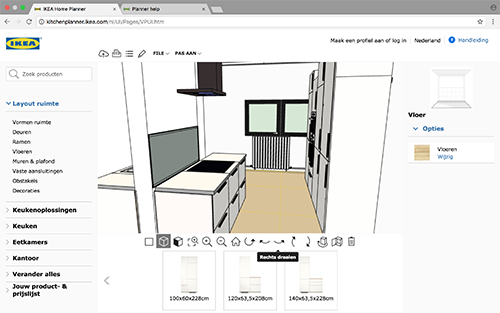 IKEA Home Planner
Planner help
kitchenplanner.ikea.com/nl/UI/Pages/VPUI.htm
IKEA
Maak een profiel aan of log in
Nederland
? Handleiding
FILE
PAS AAN
Zoek producten
Layout ruimte
Vormen ruimte
Deuren
Ramen
Vloeren
Muren & plafond
Vaste aansluitingen
Obstakels
Decoraties
Keukenoplossingen
Keuken
Eetkamers
Kantoor
Verander alles
Jouw product- &
prijslijst
Vloer
Opties
Vloeren
Wijzig
Rechts draaien
100x60x228cm
120x63,5x208cm
140x63,5x228cm